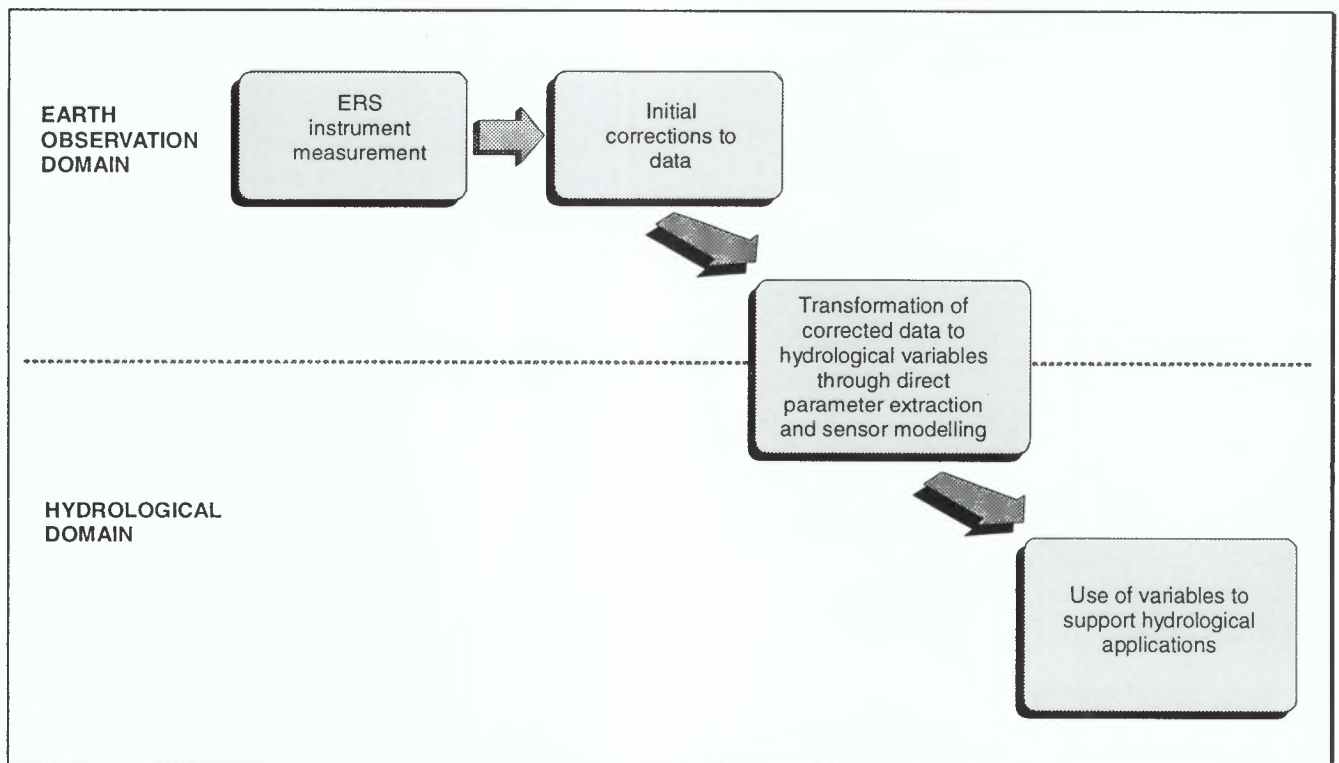 EARTH
OBSERVATION
DOMAIN
ERS
instrument
measurement
Initial
corrections to
data
Transformation of
corrected data to
hydrological variables
through direct
parameter extraction
and sensor modelling
HYDROLOGICAL
DOMAIN
Use of variables to
support hydrological
applications